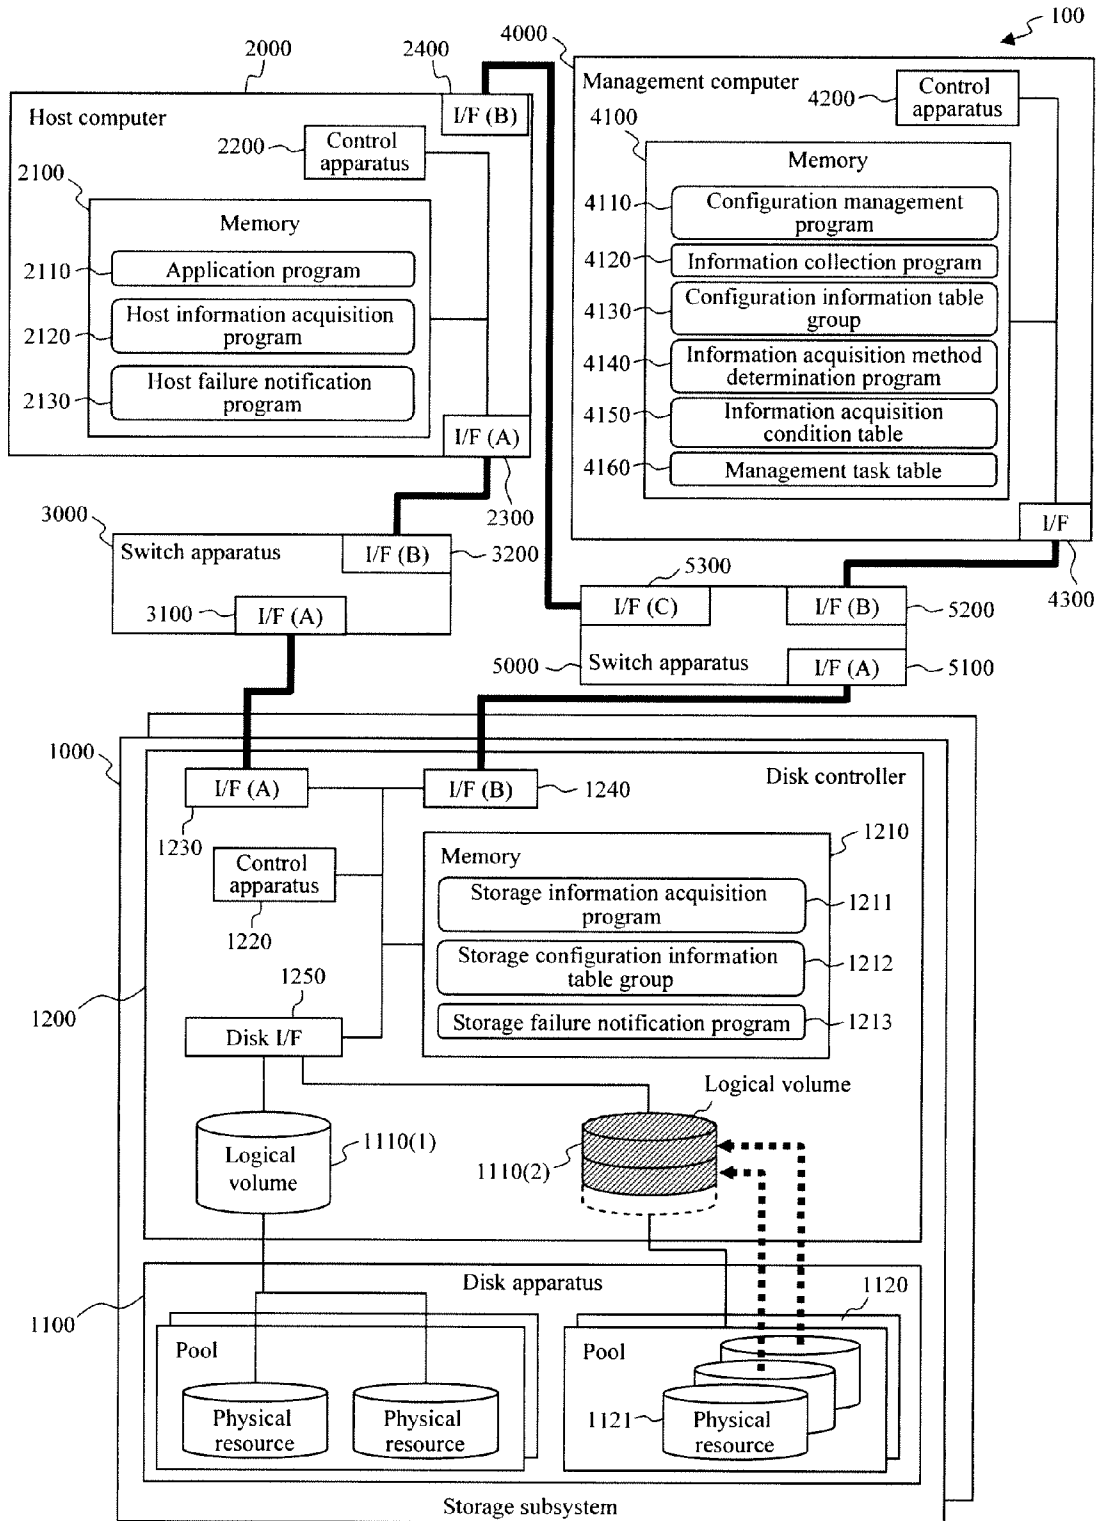 100
2000
2400
4000
Host computer
I/F (B)
2200
Control
apparatus
2100
Memory
2110
Application program
2120
Host information acquisition
program
2130
Host failure notification
program
I/F (A)
2300
Management computer
4200
Control
apparatus
4100
Memory
4110
Configuration management
program
4120
Information collection program
4130
Configuration information table
group
4140
Information acquisition method
determination program
4150
Information acquisition
condition table
4160
Management task table
I/F
4300
3000
Switch apparatus
I/F (B)
3200
3100
I/F (A)
5300
I/F (C)
I/F (B)
5200
5000
Switch apparatus
I/F (A)
5100
1000
I/F (A)
1230
I/F (B)
1240
Disk controller
1210
Control
apparatus
1220
Memory
Storage information acquisition
program
1211
Storage configuration information
table group
1212
Storage failure notification program
1213
1200
1250
Disk I/F
Logical volume
Logical
volume
1110(1)
1110(2)
1100
Disk apparatus
1120
Pool
Physical
resource
Physical
resource
Pool
1121
Physical
resource
Storage subsystem